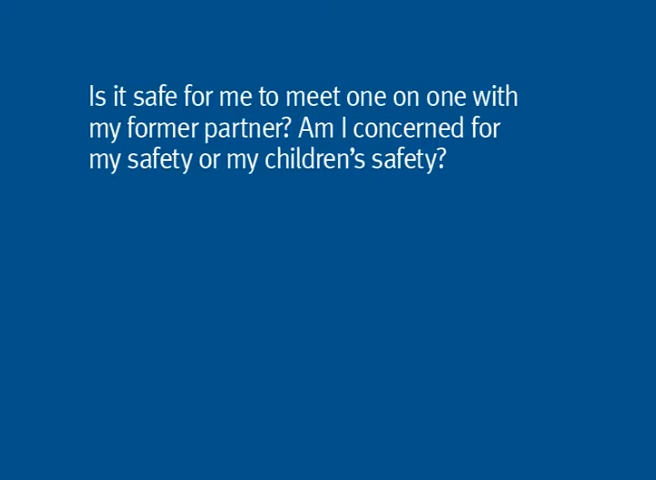 Is it safe for me to meet one on one with
my former partner? Am I concerned for
my safety or my children’s safety?